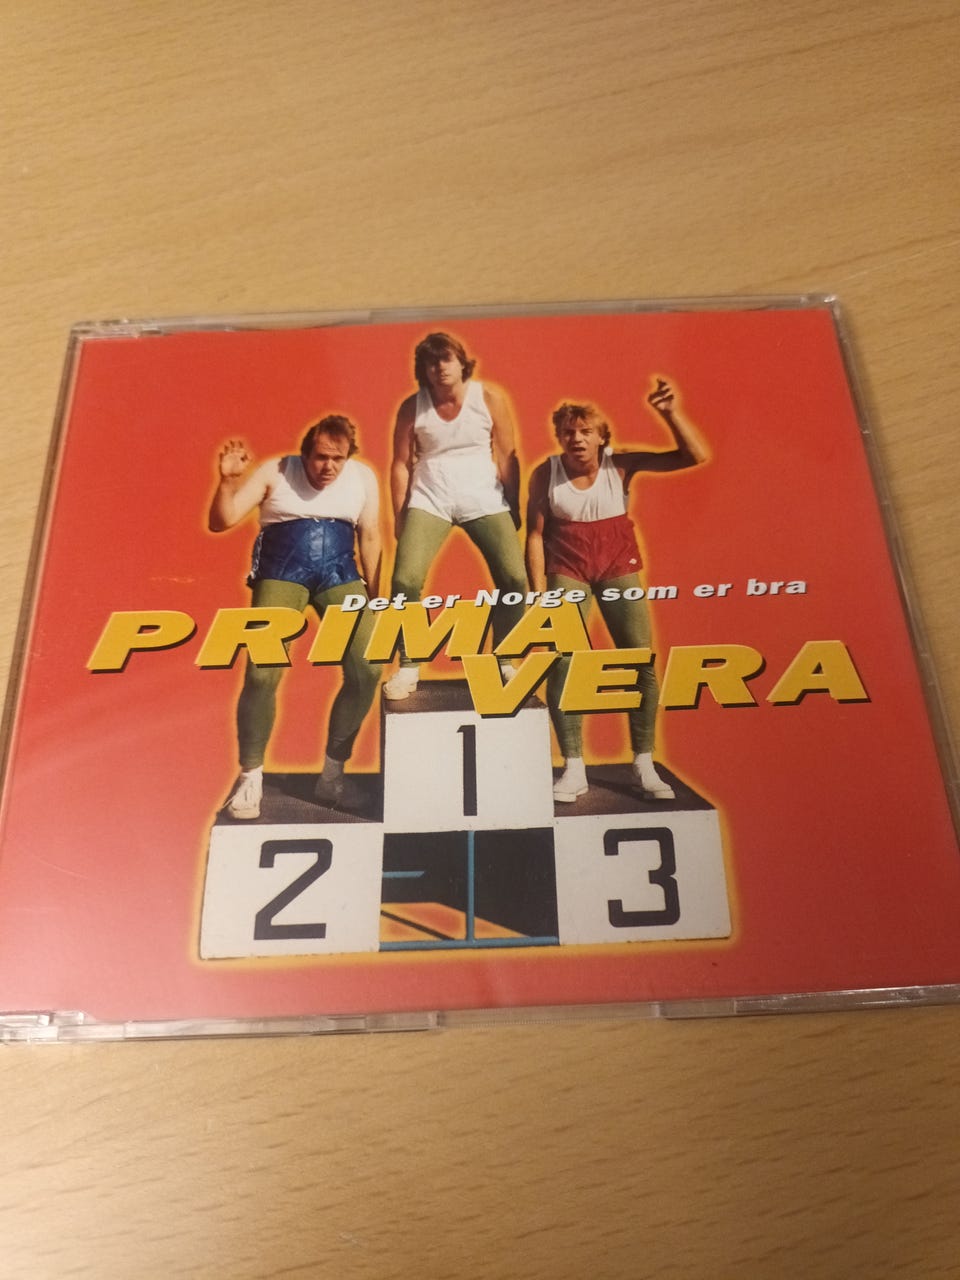 Det er Norge som er bra
PRIMA
VERA
1
2
3